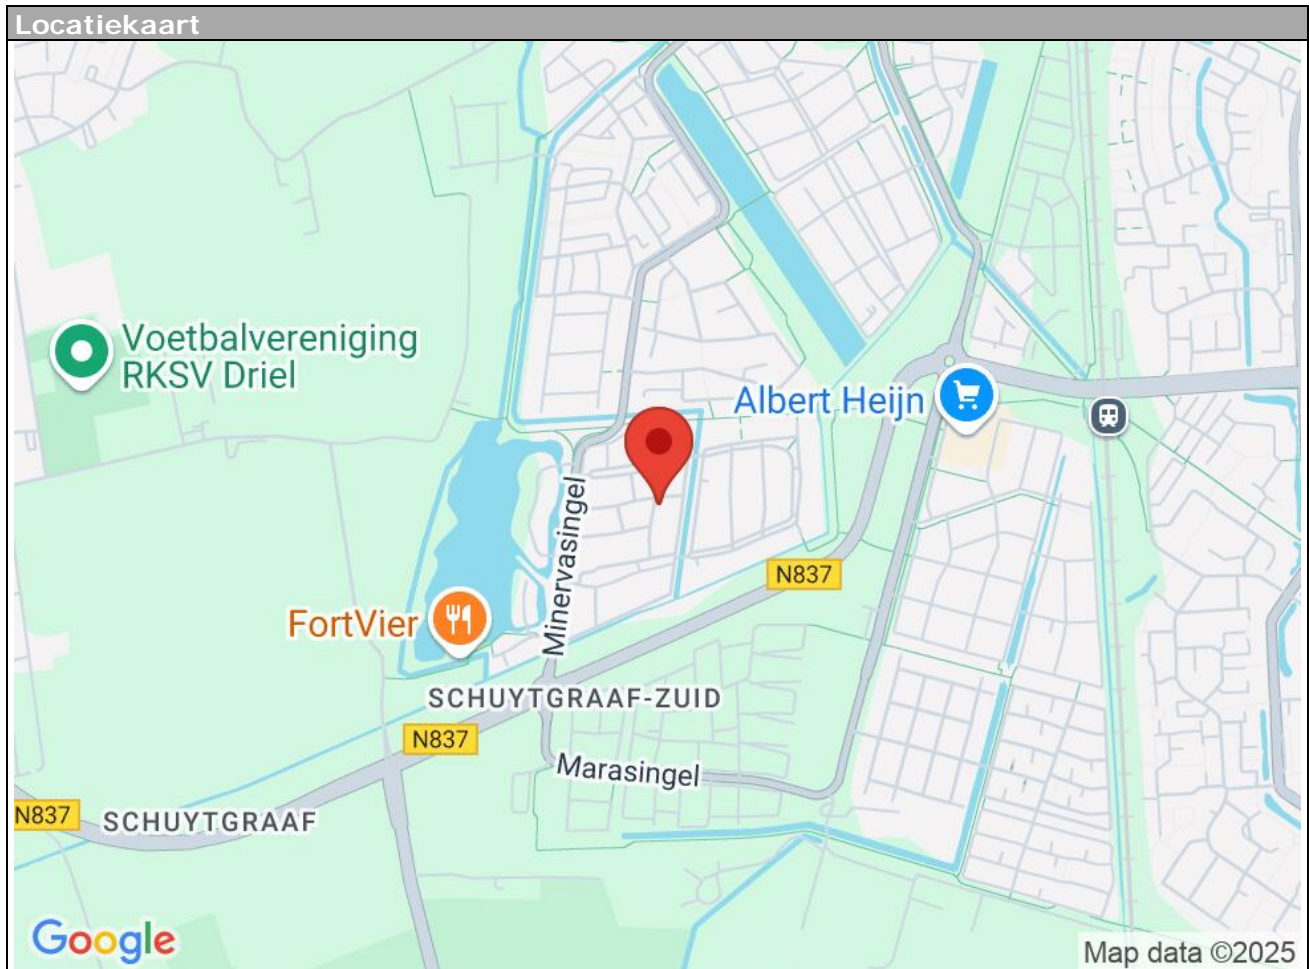 Locatiekaart
Voetbalvereniging
RKSV Driel
Albert Heijn
Minervasingel
N837
FortVier
SCHUYTGRAAF-ZUID
N837
Marasingel
N837
SCHUYTGRAAF
Google
Map data ©2025